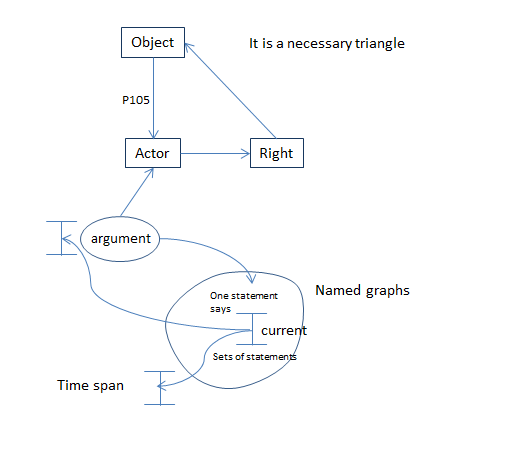 Object
It is a necessary triangle
P105
Actor
Right
argument
One statement
says
Named graphs
current
Sets of statements
Time span